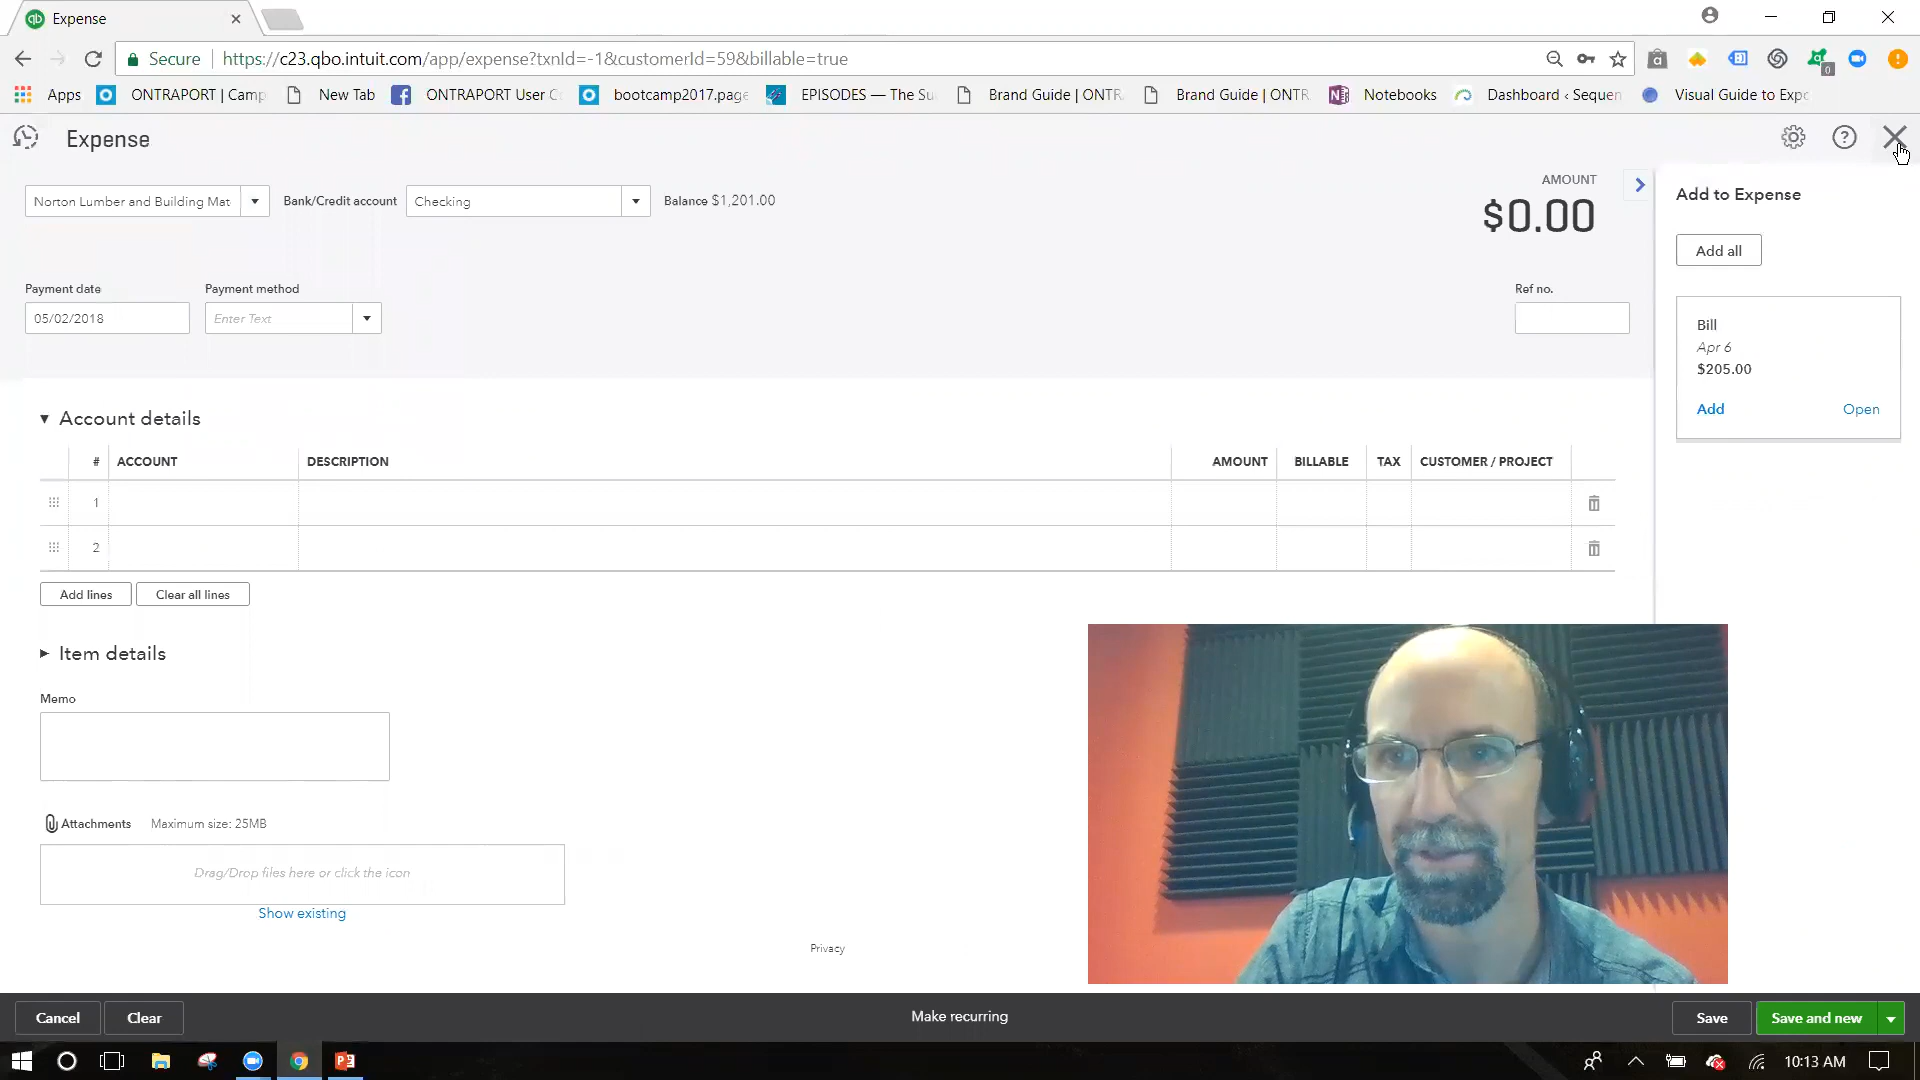 Expense
Secure https://c23.qbo.intuit.com/app/expense?txnId=-1&customerId=59&billable=true
0
Apps ONTRAPORT | Camp New Tab ONTRAPORT User C bootcamp2017.page EPISODES — The Su Brand Guide | ONTR Brand Guide | ONTR Notebooks Dashboard ‹ Sequen Visual Guide to Expo
Expense
Norton Lumber and Building Mat Bank/Credit account Checking Balance $1,201.00
AMOUNT
$0.00
Payment date Payment method Ref no.
05/02/2018 Enter Text
Add to Expense
Add all
Bill
Apr 6
$205.00
Add Open
Account details
# ACCOUNT DESCRIPTION AMOUNT BILLABLE TAX CUSTOMER / PROJECT
1
2
Add lines Clear all lines
Item details
Memo
Attachments Maximum size: 25MB
Drag/Drop files here or click the icon
Show existing
Privacy
Cancel Clear Make recurring Save Save and new
10:13 AM